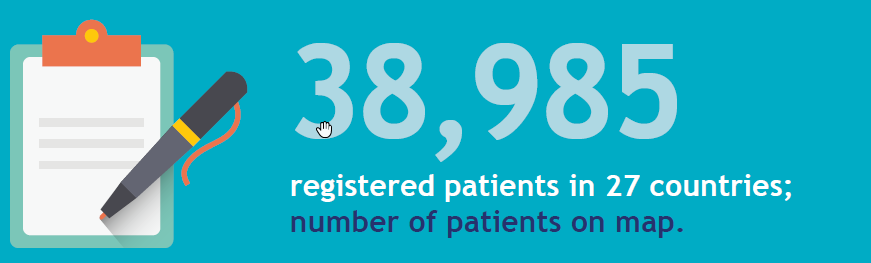 38,985
registered patients in 27 countries;
number of patients on map.